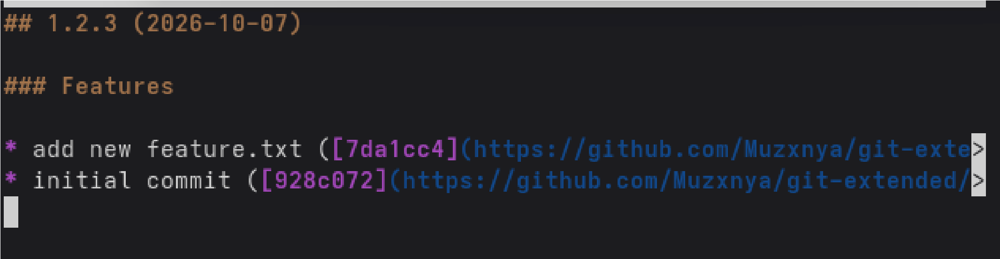 ## 1.2.3 (2026-10-07)
### Features
* add new feature.txt ([7da1cc4](https://github.com/Muzxnya/git-exte>
* initial commit ([928c072](https://github.com/Muzxnya/git-extended/>